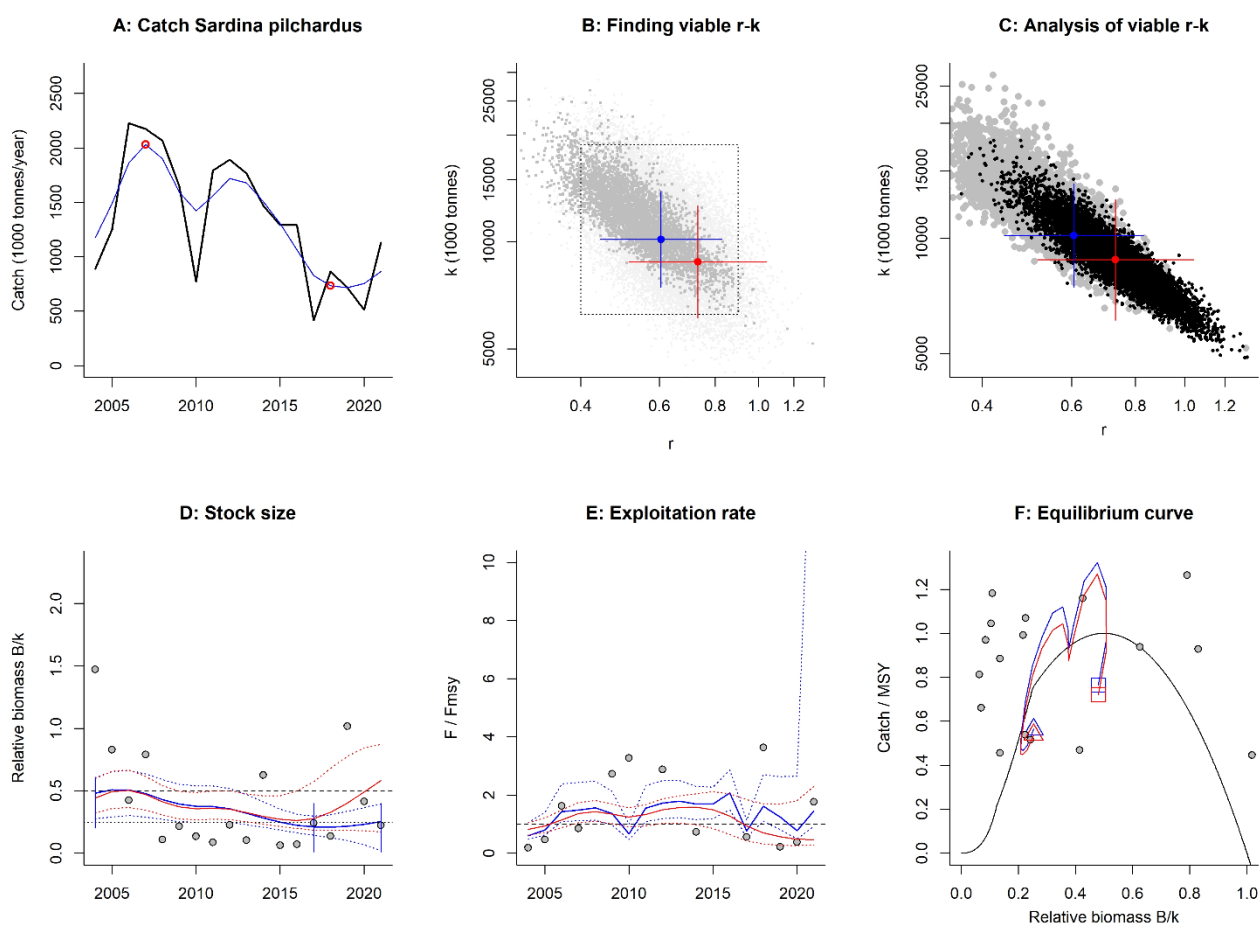 A: Catch Sardina pilchardus
Catch (1000 tonnes/year)
2500
2000
1500
1000
500
0
2005 2010 2015 2020
B: Finding viable r-k
k (1000 tonnes)
25000
15000
10000
5000
0.4 0.6 0.8 1.0 1.2
r
C: Analysis of viable r-k
k (1000 tonnes)
25000
15000
10000
5000
0.4 0.6 0.8 1.0 1.2
r
D: Stock size
Relative biomass B/k
2.0
1.5
1.0
0.5
0.0
2005 2010 2015 2020
E: Exploitation rate
F / Fmsy
10
8
6
4
2
0
2005 2010 2015 2020
F: Equilibrium curve
Catch / MSY
1.2
1.0
0.8
0.6
0.4
0.2
0.0
0.0 0.2 0.4 0.6 0.8 1.0
Relative biomass B/k